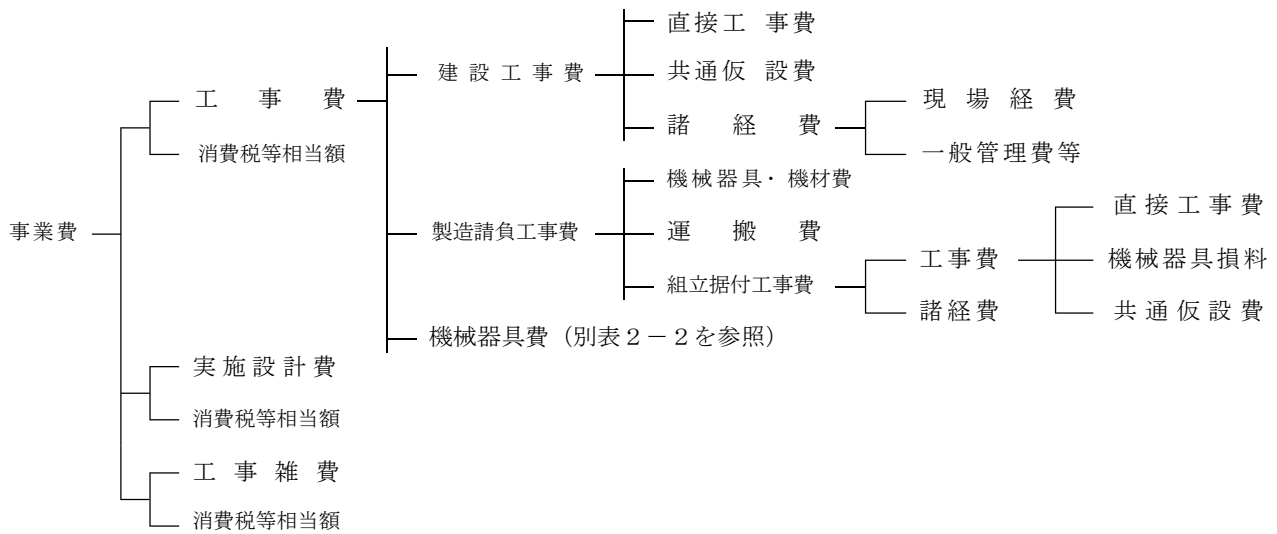 直接工事費
建設工事費
共通仮設費
工事費
現場経費
諸経費
消費税等相当額
一般管理費等
機械器具・機材費
直接工事費
事業費
製造請負工事費
運搬費
工事費
機械器具損料
組立据付工事費
諸経費
共通仮設費
機械器具費（別表２－２を参照）
実施設計費
消費税等相当額
工事雑費
消費税等相当額